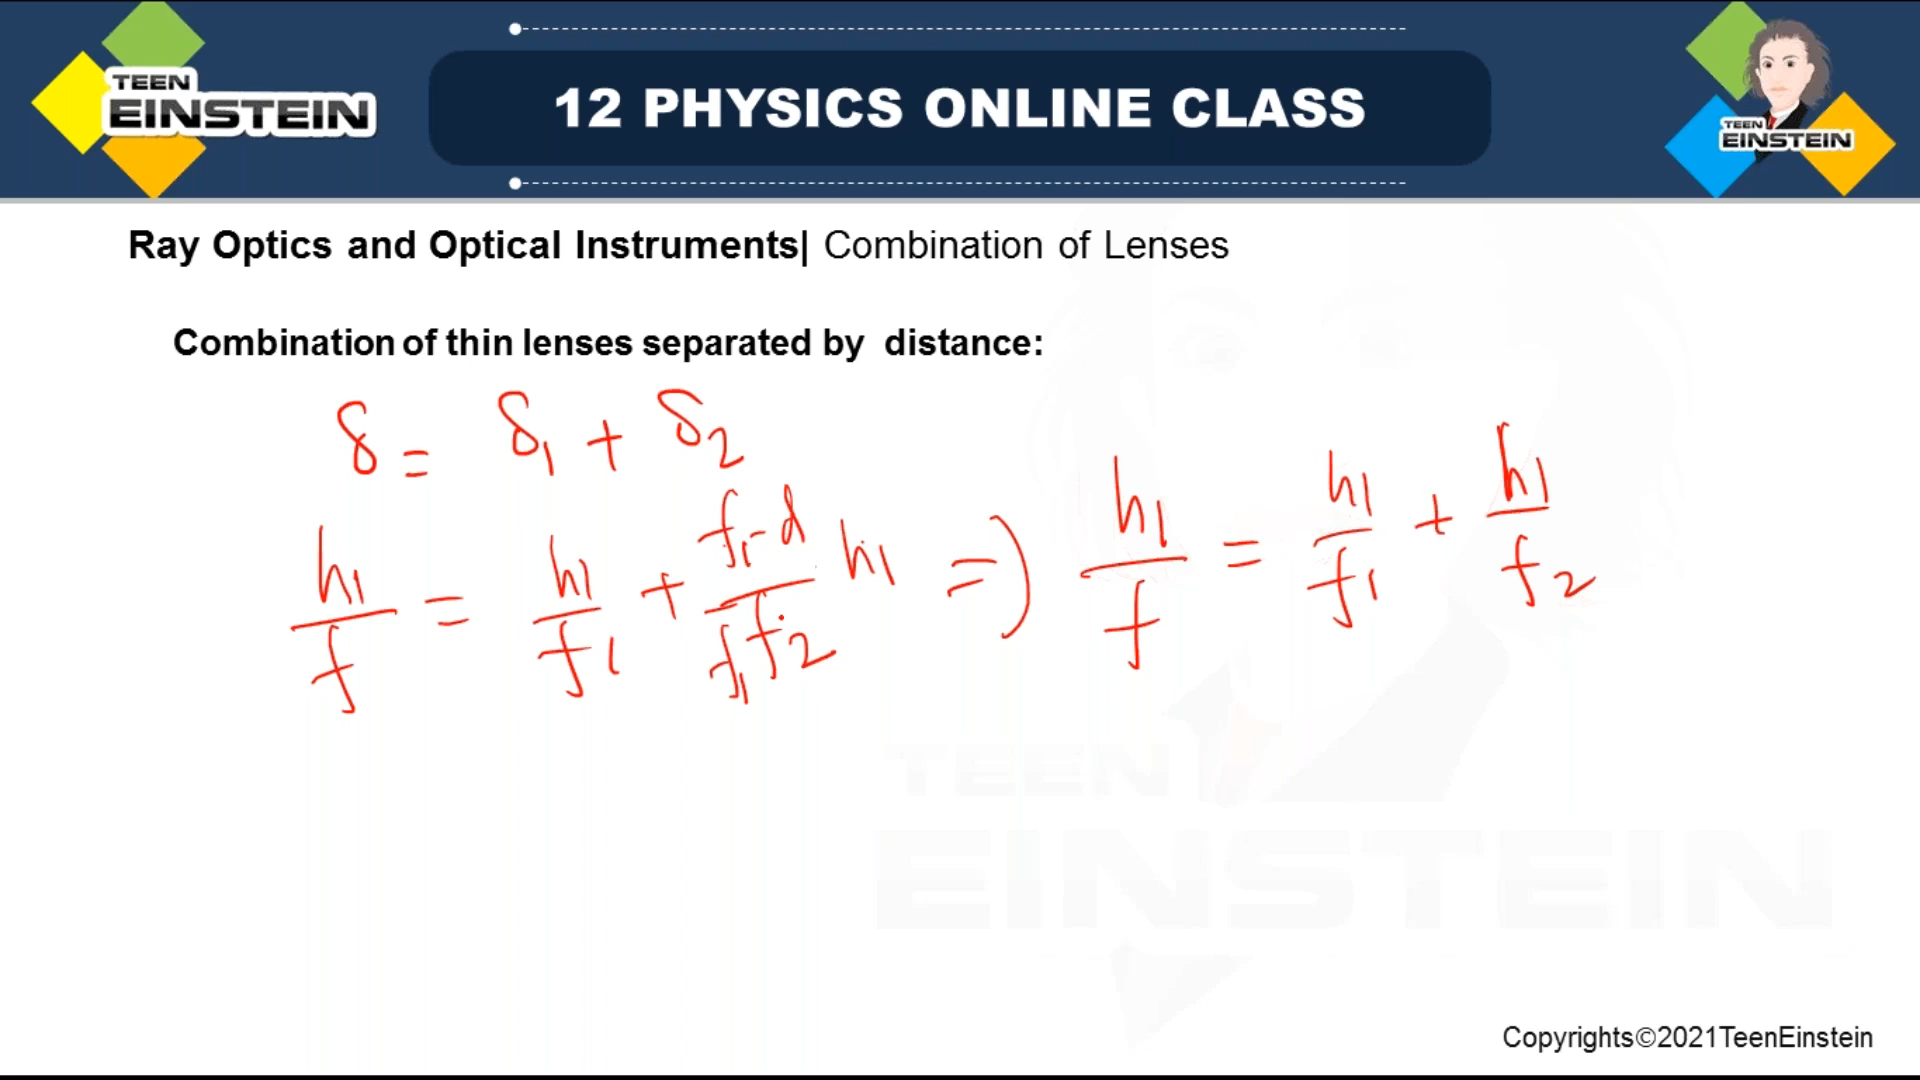 TEEN
EINSTEIN
12 PHYSICS ONLINE CLASS
TEEN
EINSTEIN
Ray Optics and Optical Instruments| Combination of Lenses
Combination of thin lenses separated by distance:
δ = δ₁ + δ₂
h1/f = h1/f1 + (f₁-d)/(f₁f₂) h1 => h1/f = h1/f1 + h1/f2
TEEN
EINSTEIN
Copyrights©2021TeenEinstein